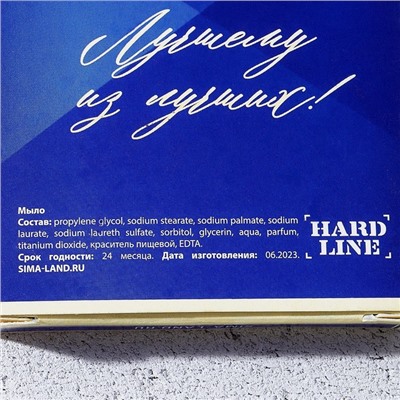 Лучшему
из лучших!
Мыло
Состав: propylene glycol, sodium stearate, sodium palmate, sodium
laurate, sodium laureth sulfate, sorbitol, glycerin, aqua, parfum,
titanium dioxide, краситель пищевой, EDTA.
Срок годности: 24 месяца. Дата изготовления: 06.2023.
SIMA-LAND.RU
HARD
LINE